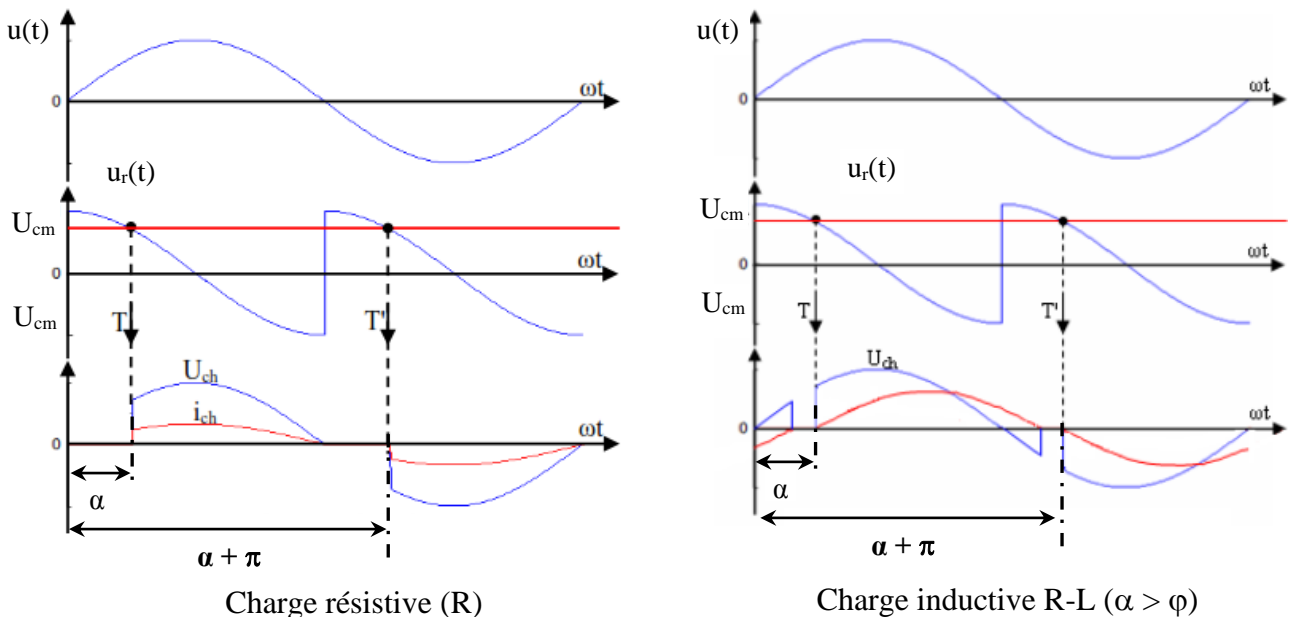 u(t)
0
ωt
u_r(t)
U_cm
0
ωt
U_cm
T
T'
U_ch
i_ch
0
ωt
α
α + π
Charge résistive (R)
u(t)
0
ωt
u_r(t)
U_cm
0
ωt
U_cm
T
T'
U_ch
0
ωt
α
α + π
Charge inductive R-L (α > φ)